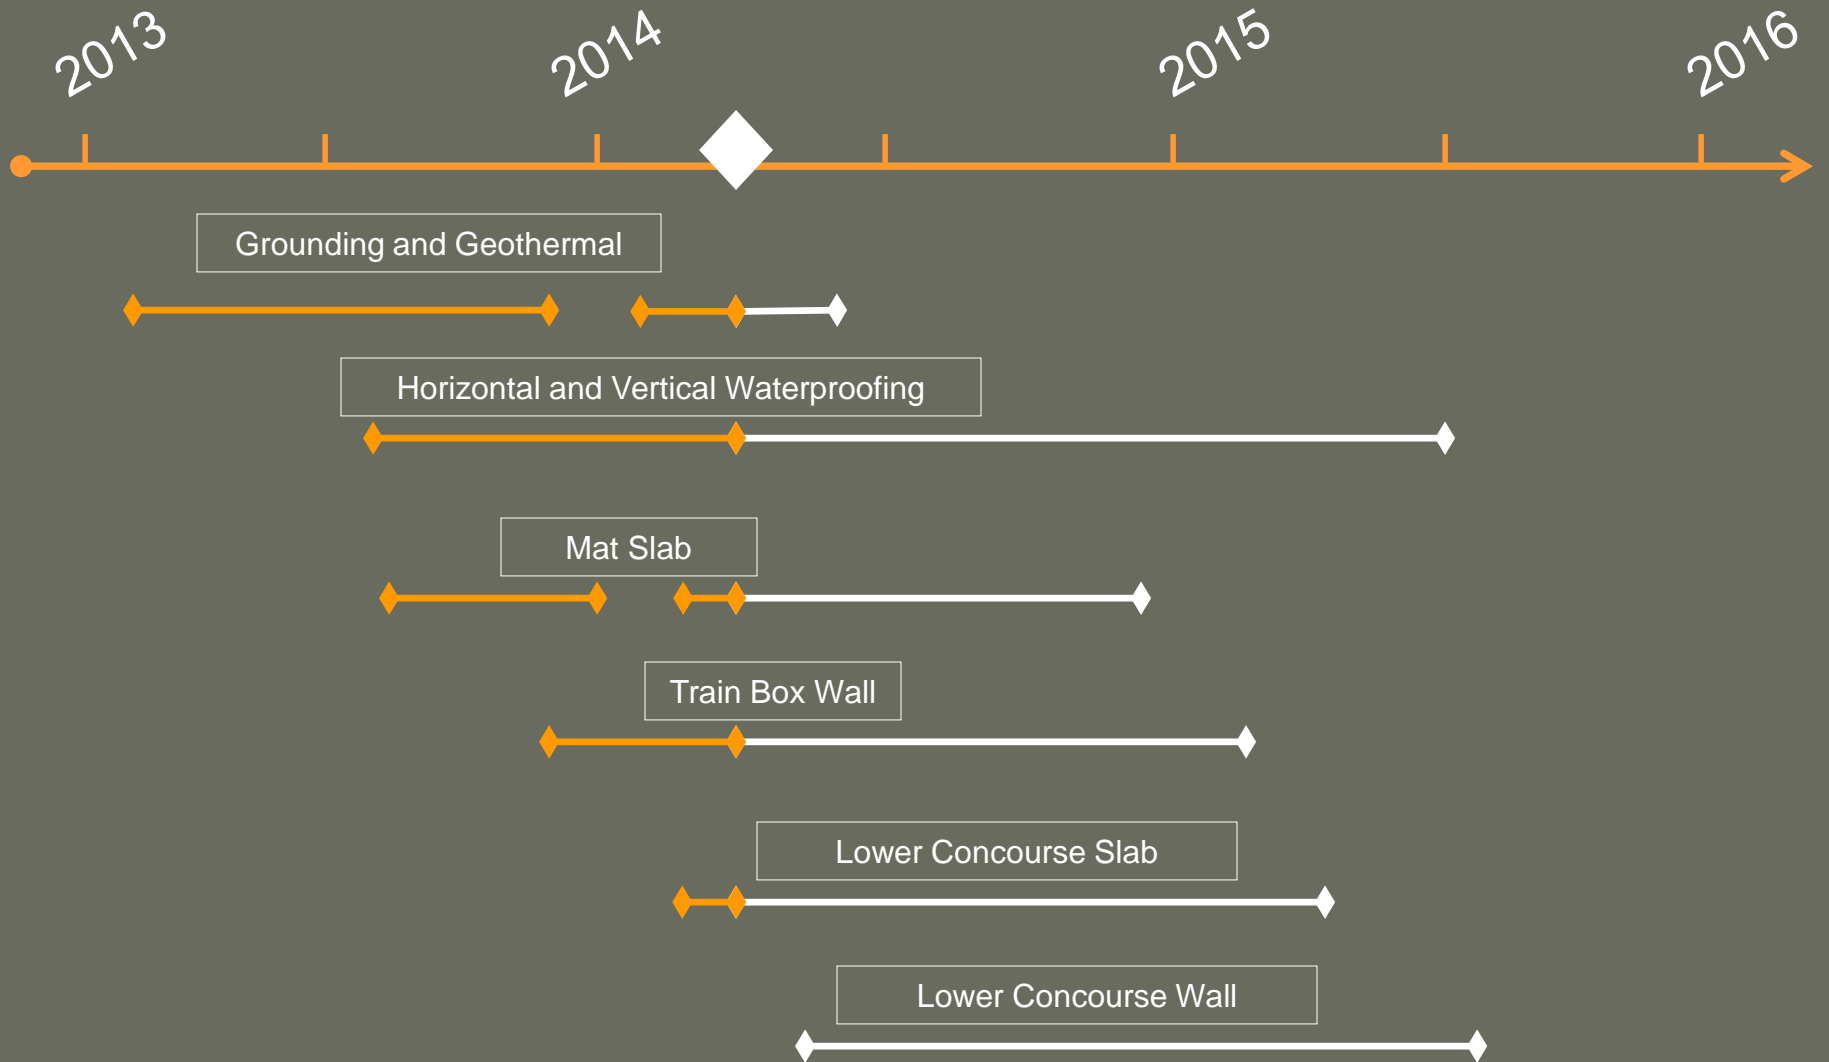 2013
2014
2015
2016
Grounding and Geothermal
Horizontal and Vertical Waterproofing
Mat Slab
Train Box Wall
Lower Concourse Slab
Lower Concourse Wall